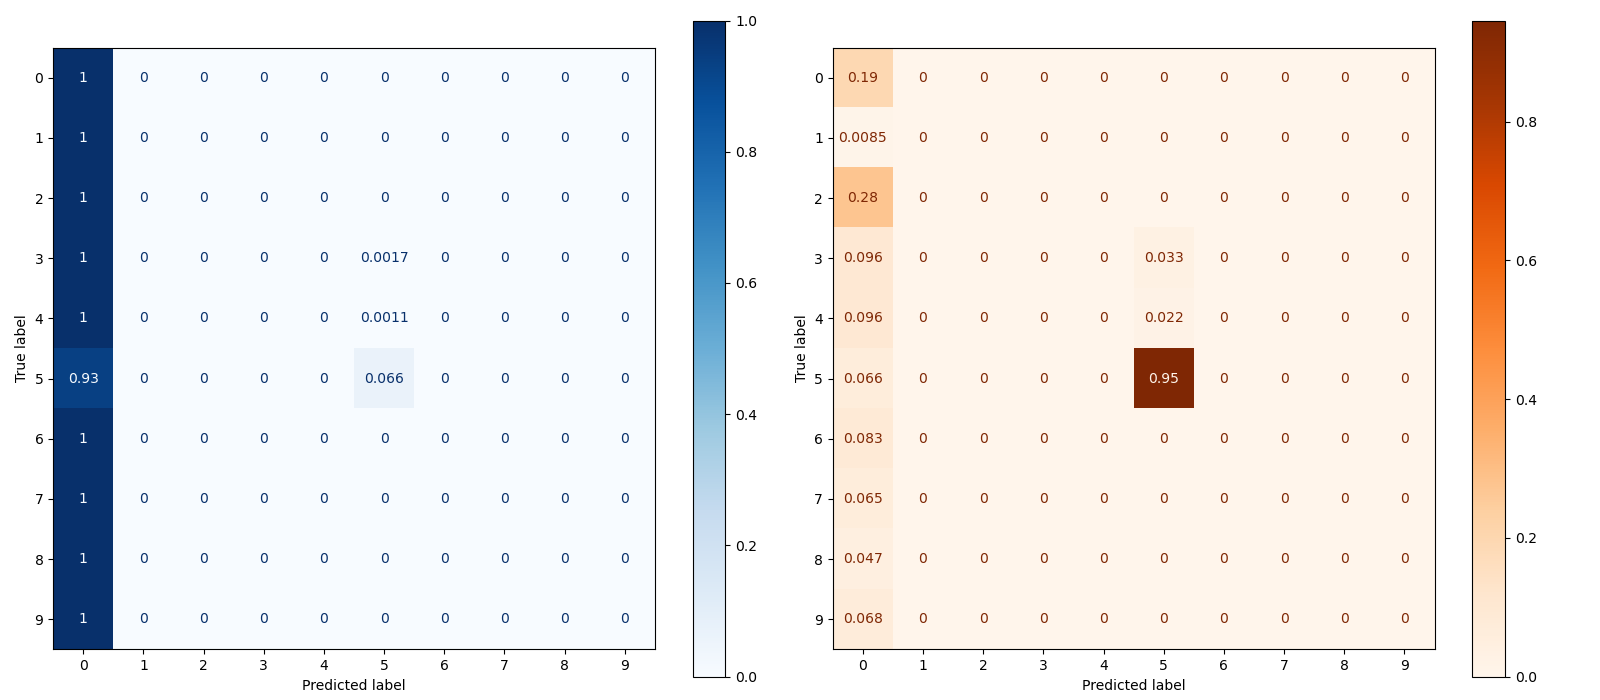 0 1 0 0 0 0 0 0 0 0 0
1 1 0 0 0 0 0 0 0 0 0
2 1 0 0 0 0 0 0 0 0 0
3 1 0 0 0 0 0.0017 0 0 0 0
4 1 0 0 0 0 0.0011 0 0 0 0
5 0.93 0 0 0 0 0.066 0 0 0 0
6 1 0 0 0 0 0 0 0 0 0
7 1 0 0 0 0 0 0 0 0 0
8 1 0 0 0 0 0 0 0 0 0
9 1 0 0 0 0 0 0 0 0 0
0 1 2 3 4 5 6 7 8 9
True label
Predicted label
1.0
0.8
0.6
0.4
0.2
0.0
0 0.19 0 0 0 0 0 0 0 0 0
1 0.0085 0 0 0 0 0 0 0 0 0
2 0.28 0 0 0 0 0 0 0 0 0
3 0.096 0 0 0 0 0.033 0 0 0 0
4 0.096 0 0 0 0 0.022 0 0 0 0
5 0.066 0 0 0 0 0.95 0 0 0 0
6 0.083 0 0 0 0 0 0 0 0 0
7 0.065 0 0 0 0 0 0 0 0 0
8 0.047 0 0 0 0 0 0 0 0 0
9 0.068 0 0 0 0 0 0 0 0 0
0 1 2 3 4 5 6 7 8 9
True label
Predicted label
0.8
0.6
0.4
0.2
0.0